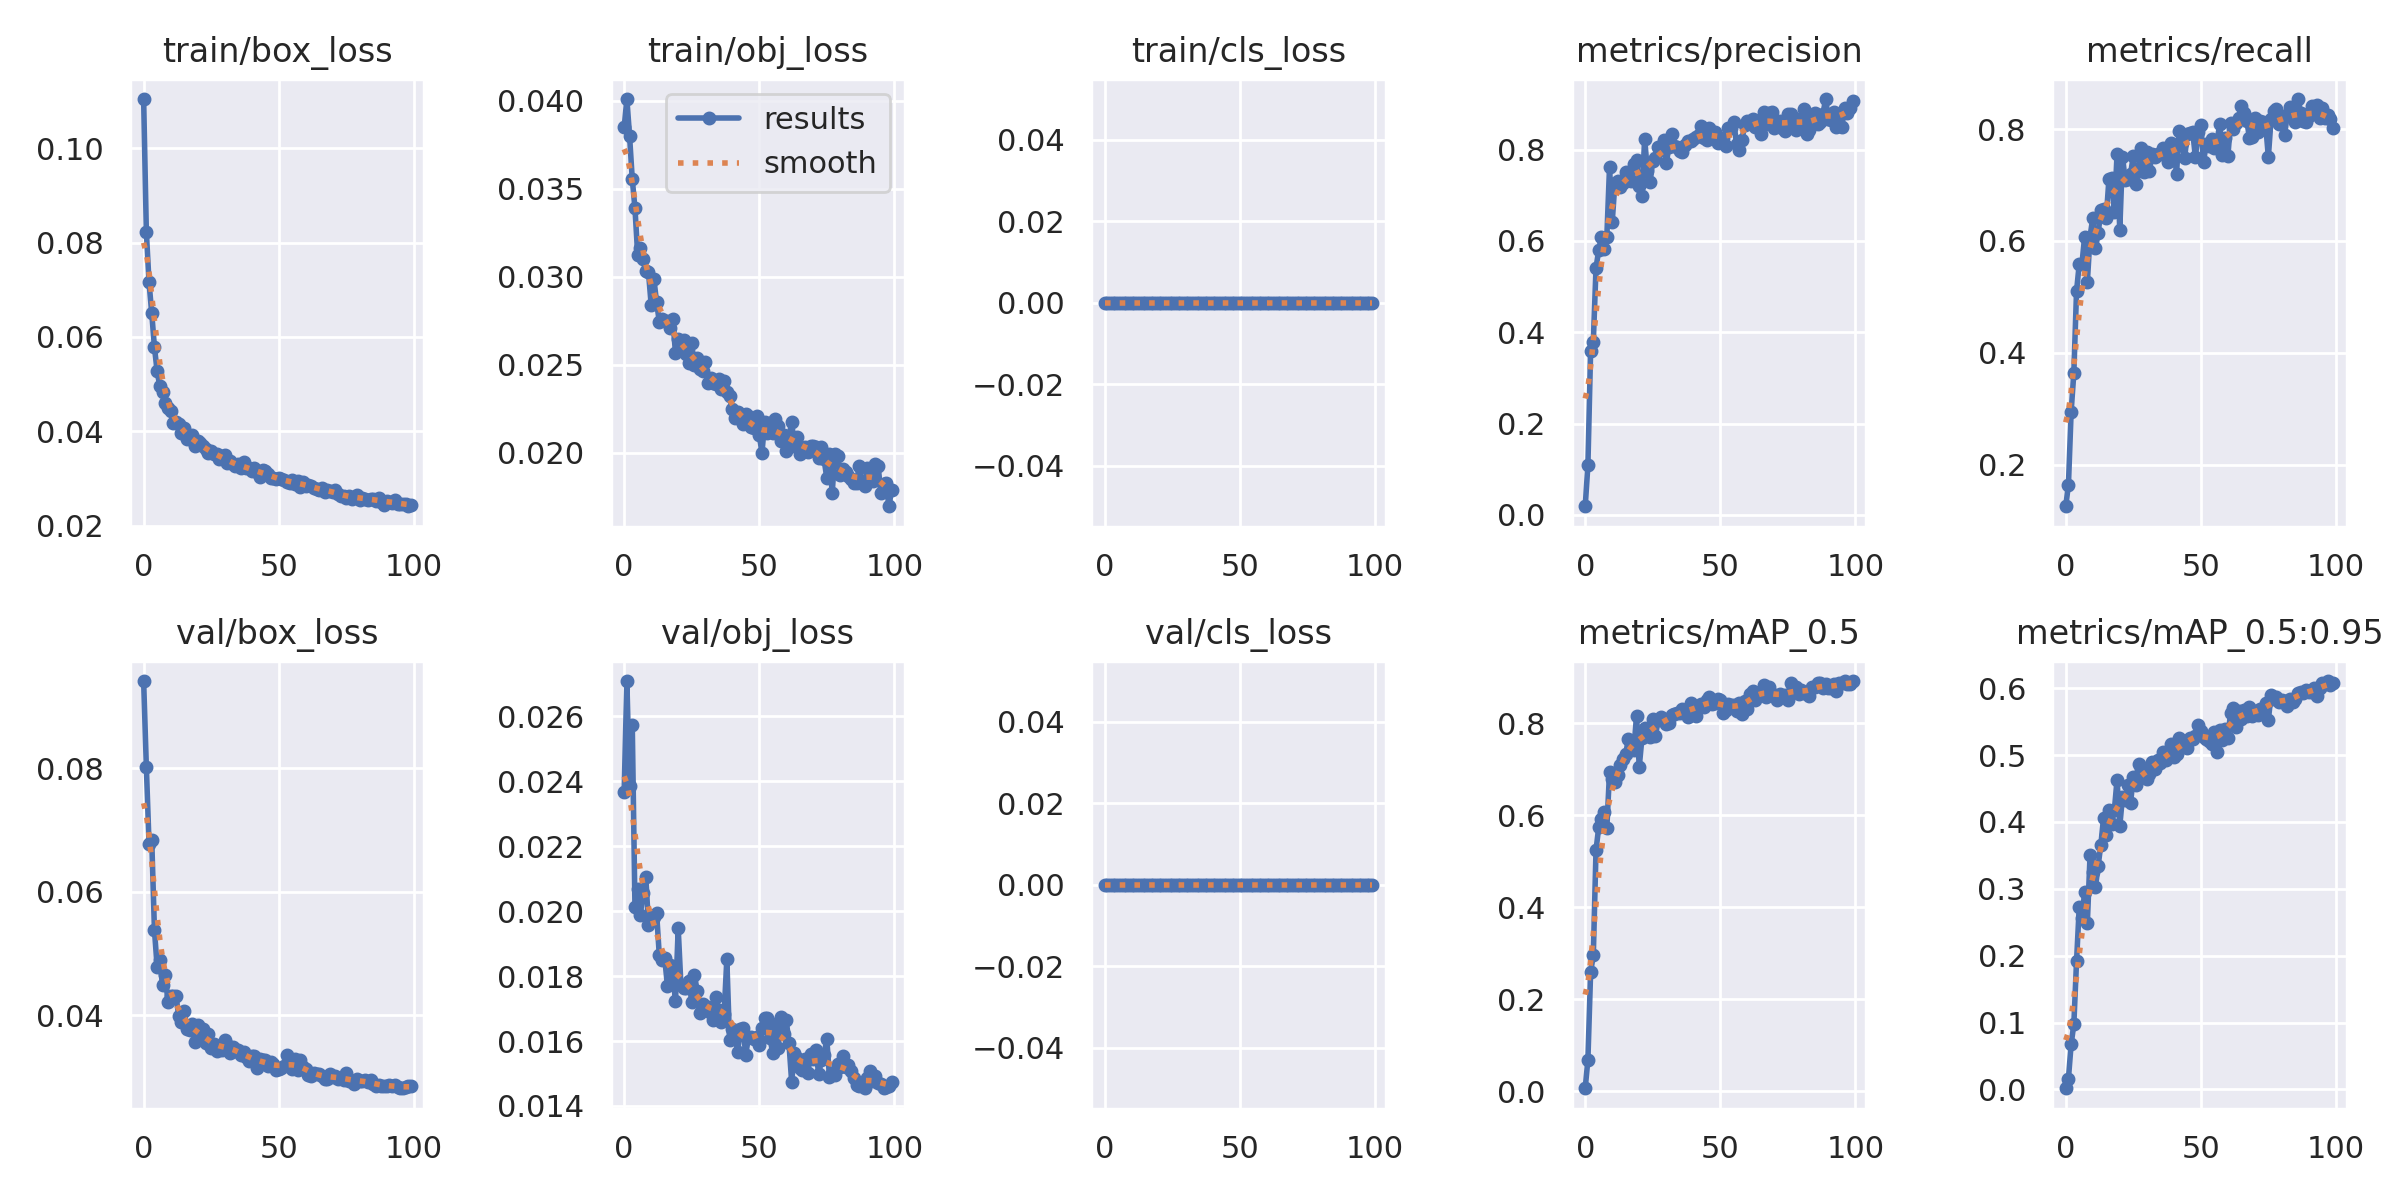 train/box_loss
0.10
0.08
0.06
0.04
0.02
0 50 100
train/obj_loss
results
smooth
0.040
0.035
0.030
0.025
0.020
0 50 100
train/cls_loss
0.04
0.02
0.00
−0.02
−0.04
0 50 100
metrics/precision
0.8
0.6
0.4
0.2
0.0
0 50 100
metrics/recall
0.8
0.6
0.4
0.2
0 50 100
val/box_loss
0.08
0.06
0.04
0 50 100
val/obj_loss
0.026
0.024
0.022
0.020
0.018
0.016
0.014
0 50 100
val/cls_loss
0.04
0.02
0.00
−0.02
−0.04
0 50 100
metrics/mAP_0.5
0.8
0.6
0.4
0.2
0.0
0 50 100
metrics/mAP_0.5:0.95
0.6
0.5
0.4
0.3
0.2
0.1
0.0
0 50 100